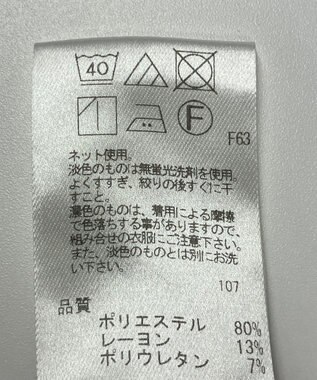 40
F
F63
ネット使用。
淡色のものは無蛍光洗剤を使用。
よくすすぎ、絞りの後すぐに干
すこと。
濃色のものは、着用による摩擦
で色落ちする事がありますので、
組み合せの衣服にご注意下さい。
また、淡色のものとは別にお洗
い下さい。
107
品質
ポリエステル 80%
レーヨン 13%
ポリウレタン 7%